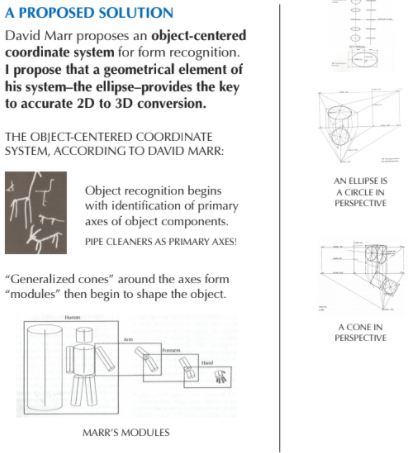 A PROPOSED SOLUTION
David Marr proposes an object-centered
coordinate system for form recognition.
I propose that a geometrical element of
his system–the ellipse–provides the key
to accurate 2D to 3D conversion.
THE OBJECT-CENTERED COORDINATE
SYSTEM, ACCORDING TO DAVID MARR:
Object recognition begins
with identification of primary
axes of object components.
PIPE CLEANERS AS PRIMARY AXES!
“Generalized cones” around the axes form
“modules” then begin to shape the object.
Human
Arm
Forearm
Hand
MARR'S MODULES
AN ELLIPSE IS
A CIRCLE IN
PERSPECTIVE
A CONE IN
PERSPECTIVE